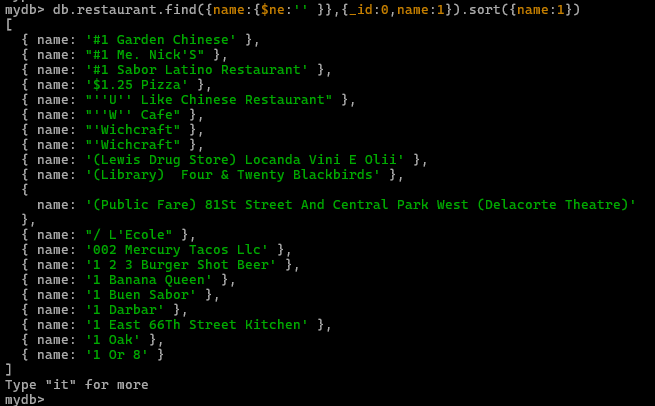 mydb> db.restaurant.find({name:{$ne:'' }},{_id:0,name:1}).sort({name:1})
[
  { name: '#1 Garden Chinese' },
  { name: "#1 Me. Nick'S" },
  { name: '#1 Sabor Latino Restaurant' },
  { name: '$1.25 Pizza' },
  { name: "''U'' Like Chinese Restaurant" },
  { name: "''W'' Cafe" },
  { name: "'Wichcraft" },
  { name: "'Wichcraft" },
  { name: '(Lewis Drug Store) Locanda Vini E Olii' },
  { name: '(Library)  Four & Twenty Blackbirds' },
  {
    name: '(Public Fare) 81St Street And Central Park West (Delacorte Theatre)'
  },
  { name: "/ L'Ecole" },
  { name: '002 Mercury Tacos Llc' },
  { name: '1 2 3 Burger Shot Beer' },
  { name: '1 Banana Queen' },
  { name: '1 Buen Sabor' },
  { name: '1 Darbar' },
  { name: '1 East 66Th Street Kitchen' },
  { name: '1 Oak' },
  { name: '1 Or 8' }
]
Type "it" for more
mydb>